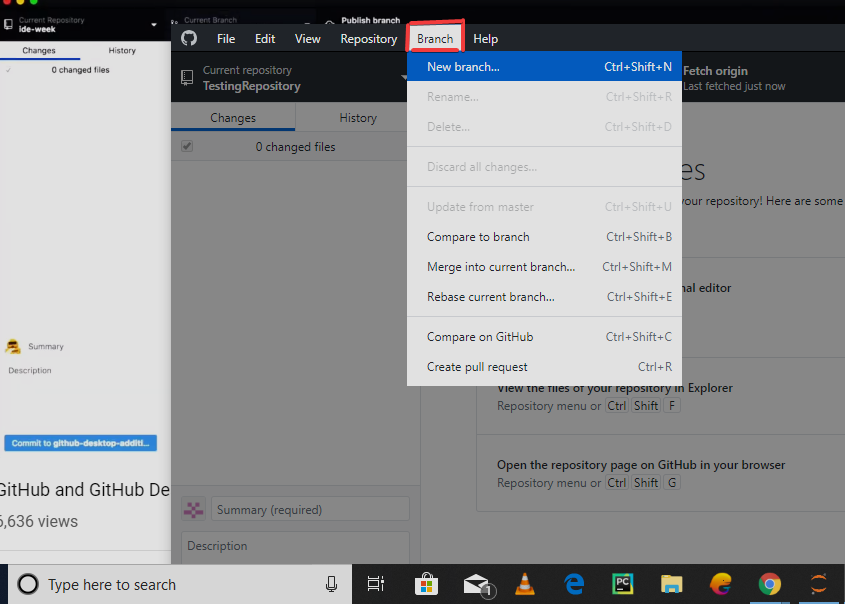 Current Repository
ide-week
Current Branch
Publish branch
File Edit View Repository Branch Help
Changes History
0 changed files
Current repository
TestingRepository
Fetch origin
Last fetched just now
Changes History
0 changed files
New branch... Ctrl+Shift+N
Rename... Ctrl+Shift+R
Delete... Ctrl+Shift+D
Discard all changes...
Update from master Ctrl+Shift+U
Compare to branch Ctrl+Shift+B
Merge into current branch... Ctrl+Shift+M
Rebase current branch... Ctrl+Shift+E
Compare on GitHub Ctrl+Shift+C
Create pull request Ctrl+R
es
your repository! Here are some
nal editor
View the files of your repository in Explorer
Repository menu or Ctrl Shift F
Open the repository page on GitHub in your browser
Repository menu or Ctrl Shift G
Summary
Description
Commit to github-desktop-additi...
GitHub and GitHub De
6,636 views
Summary (required)
Description
Type here to search
1
PC